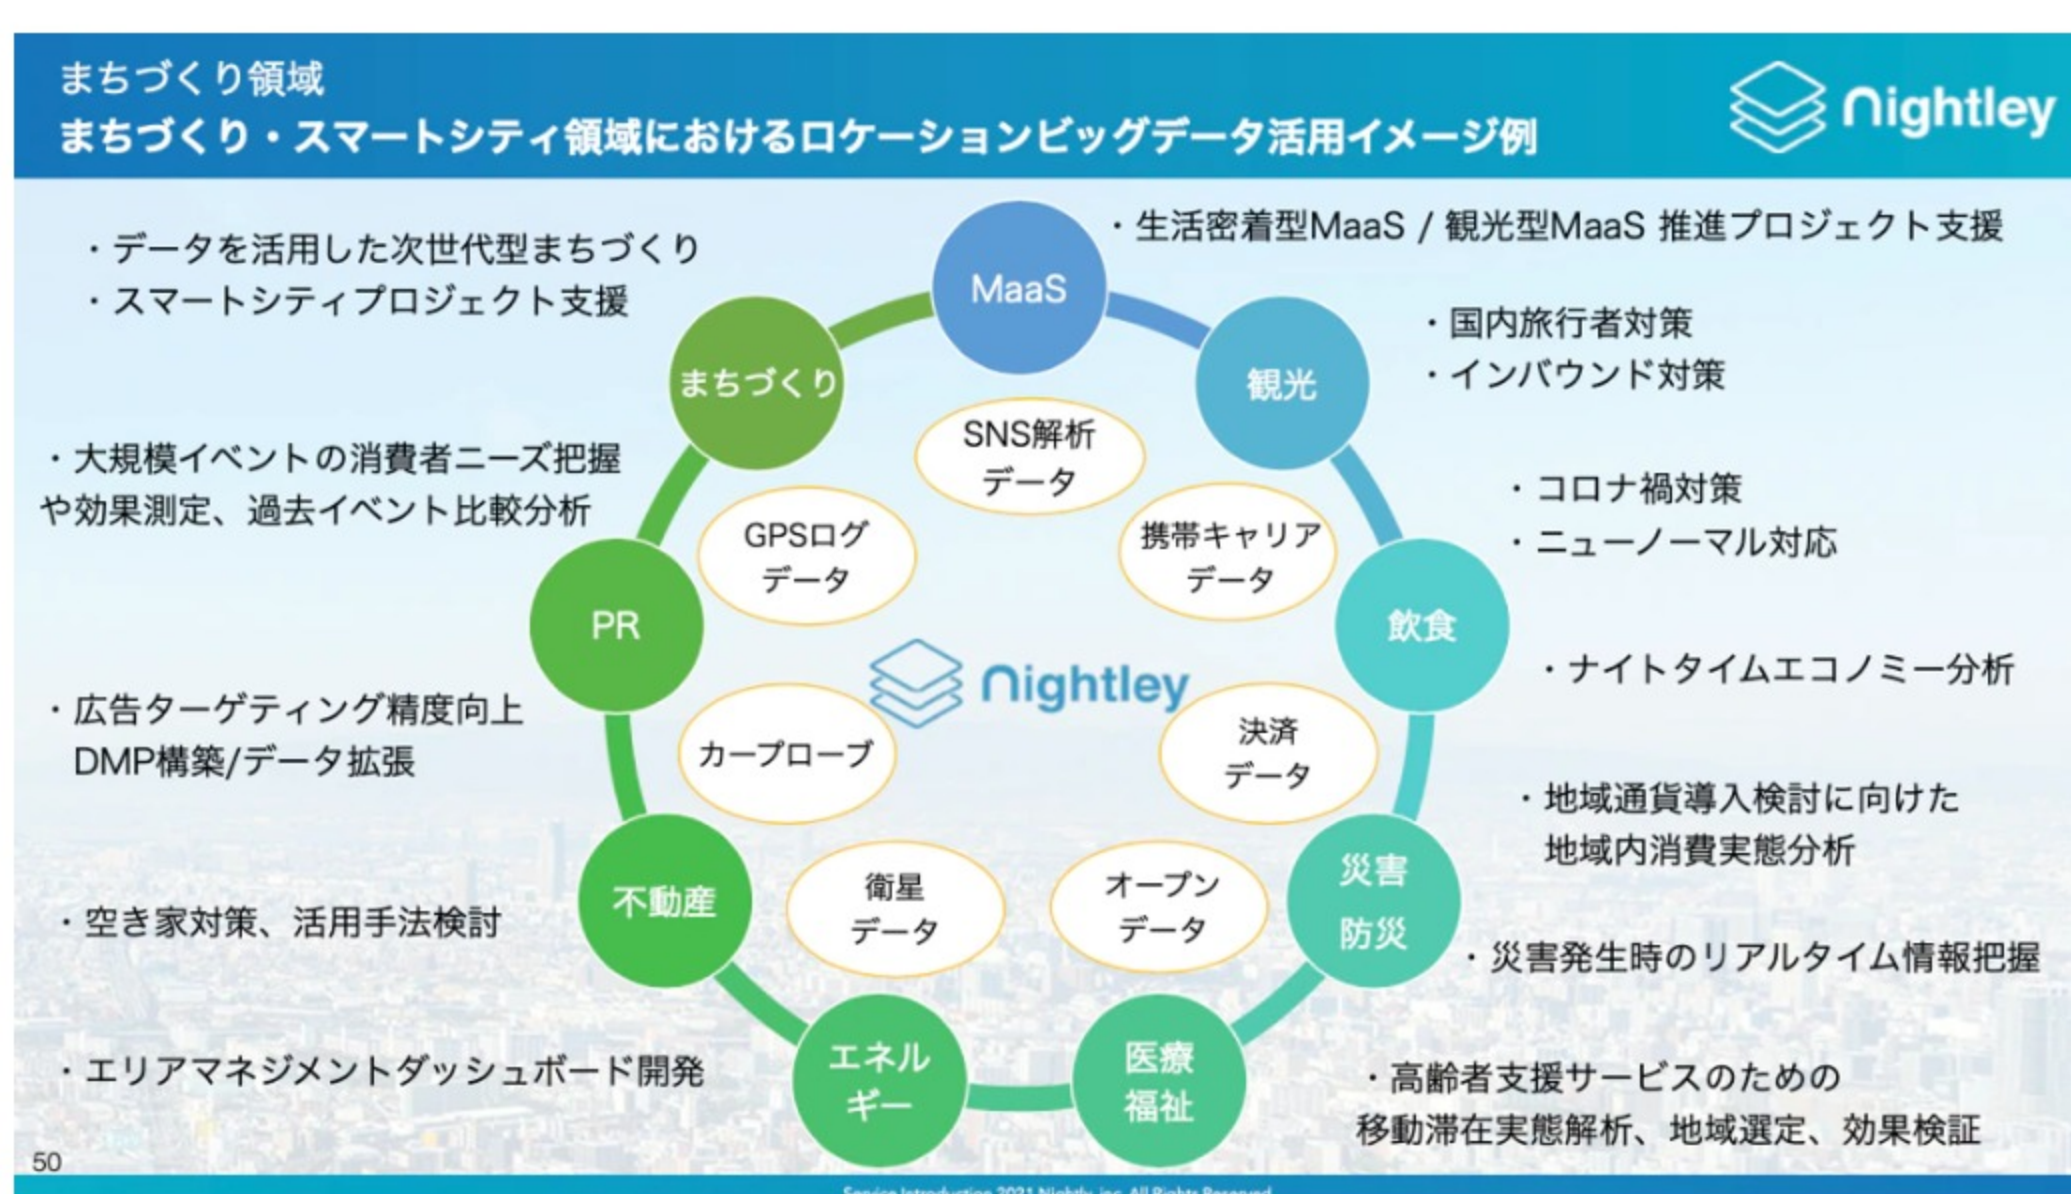 まちづくり領域
まちづくり・スマートシティ領域におけるロケーションビッグデータ活用イメージ例
nightley
・データを活用した次世代型まちづくり
・スマートシティプロジェクト支援
・生活密着型MaaS / 観光型MaaS 推進プロジェクト支援
・国内旅行者対策
・インバウンド対策
・大規模イベントの消費者ニーズ把握
や効果測定、過去イベント比較分析
・コロナ禍対策
・ニューノーマル対応
・広告ターゲティング精度向上
DMP構築/データ拡張
・ナイトタイムエコノミー分析
・地域通貨導入検討に向けた
地域内消費実態分析
・空き家対策、活用手法検討
・災害発生時のリアルタイム情報把握
・エリアマネジメントダッシュボード開発
・高齢者支援サービスのための
移動滞在実態解析、地域選定、効果検証
MaaS
観光
飲食
災害
防災
医療
福祉
エネル
ギー
不動産
PR
まちづくり
SNS解析
データ
携帯キャリア
データ
決済
データ
オープン
データ
衛星
データ
カープローブ
GPSログ
データ
nightley
50
Service Introduction 2021 Nightly, inc. All Rights Reserved